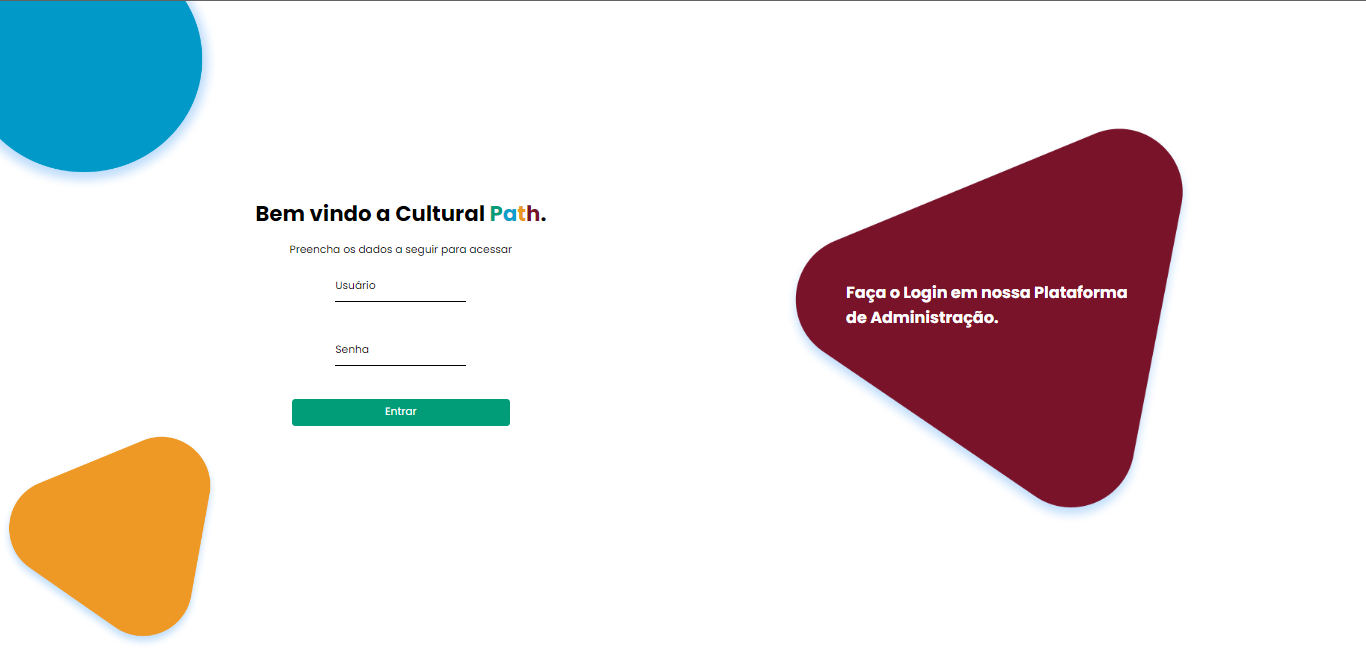 Bem vindo a Cultural Path.
Preencha os dados a seguir para acessar
Usuário
Senha
Entrar
Faça o Login em nossa Plataforma
de Administração.